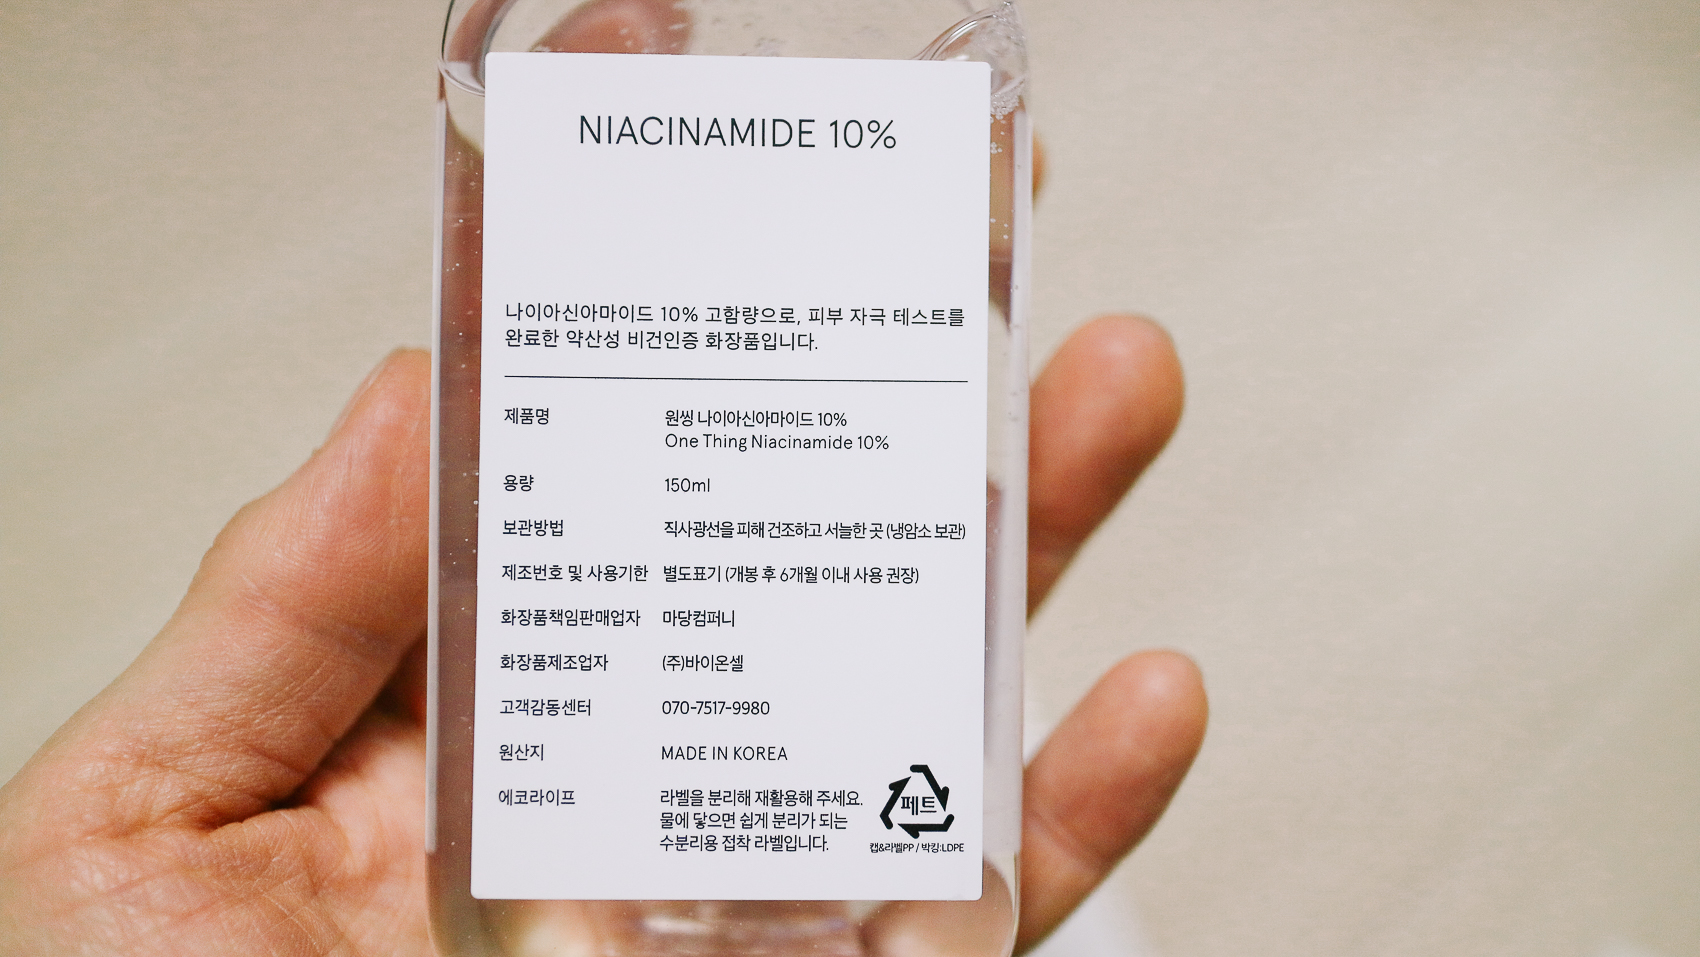 NIACINAMIDE 10%
나이아신아마이드 10% 고함량으로, 피부 자극 테스트를
완료한 약산성 비건인증 화장품입니다.
제품명 원씽 나이아신아마이드 10%
One Thing Niacinamide 10%
용량 150ml
보관방법 직사광선을 피해 건조하고 서늘한 곳 (냉암소 보관)
제조번호 및 사용기한 별도표기 (개봉 후 6개월 이내 사용 권장)
화장품책임판매업자 마당컴퍼니
화장품제조업자 (주)바이온셀
고객감동센터 070-7517-9980
원산지 MADE IN KOREA
에코라이프 라벨을 분리해 재활용해 주세요.
물에 닿으면 쉽게 분리가 되는
수분리용 접착 라벨입니다.
페트
캡&라벨PP / 박킹:LDPE